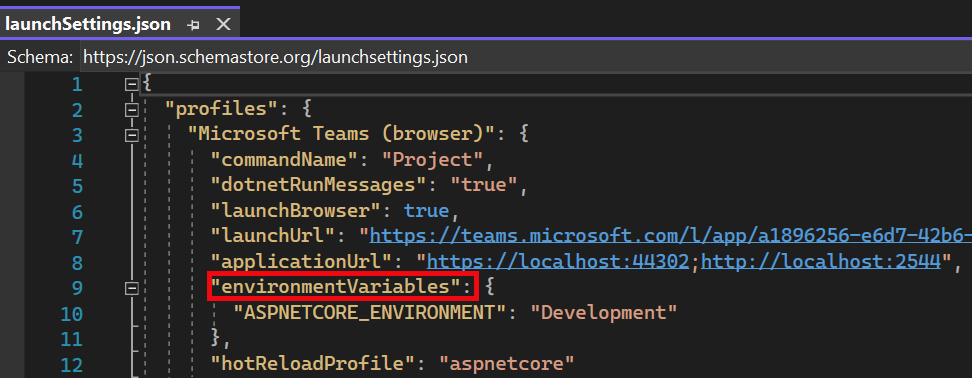 launchSettings.json
Schema: https://json.schemastore.org/launchsettings.json
1 {
2 "profiles": {
3 "Microsoft Teams (browser)": {
4 "commandName": "Project",
5 "dotnetRunMessages": "true",
6 "launchBrowser": true,
7 "launchUrl": "https://teams.microsoft.com/l/app/a1896256-e6d7-42b6-
8 "applicationUrl": "https://localhost:44302;http://localhost:2544",
9 "environmentVariables": {
10 "ASPNETCORE_ENVIRONMENT": "Development"
11 },
12 "hotReloadProfile": "aspnetcore"